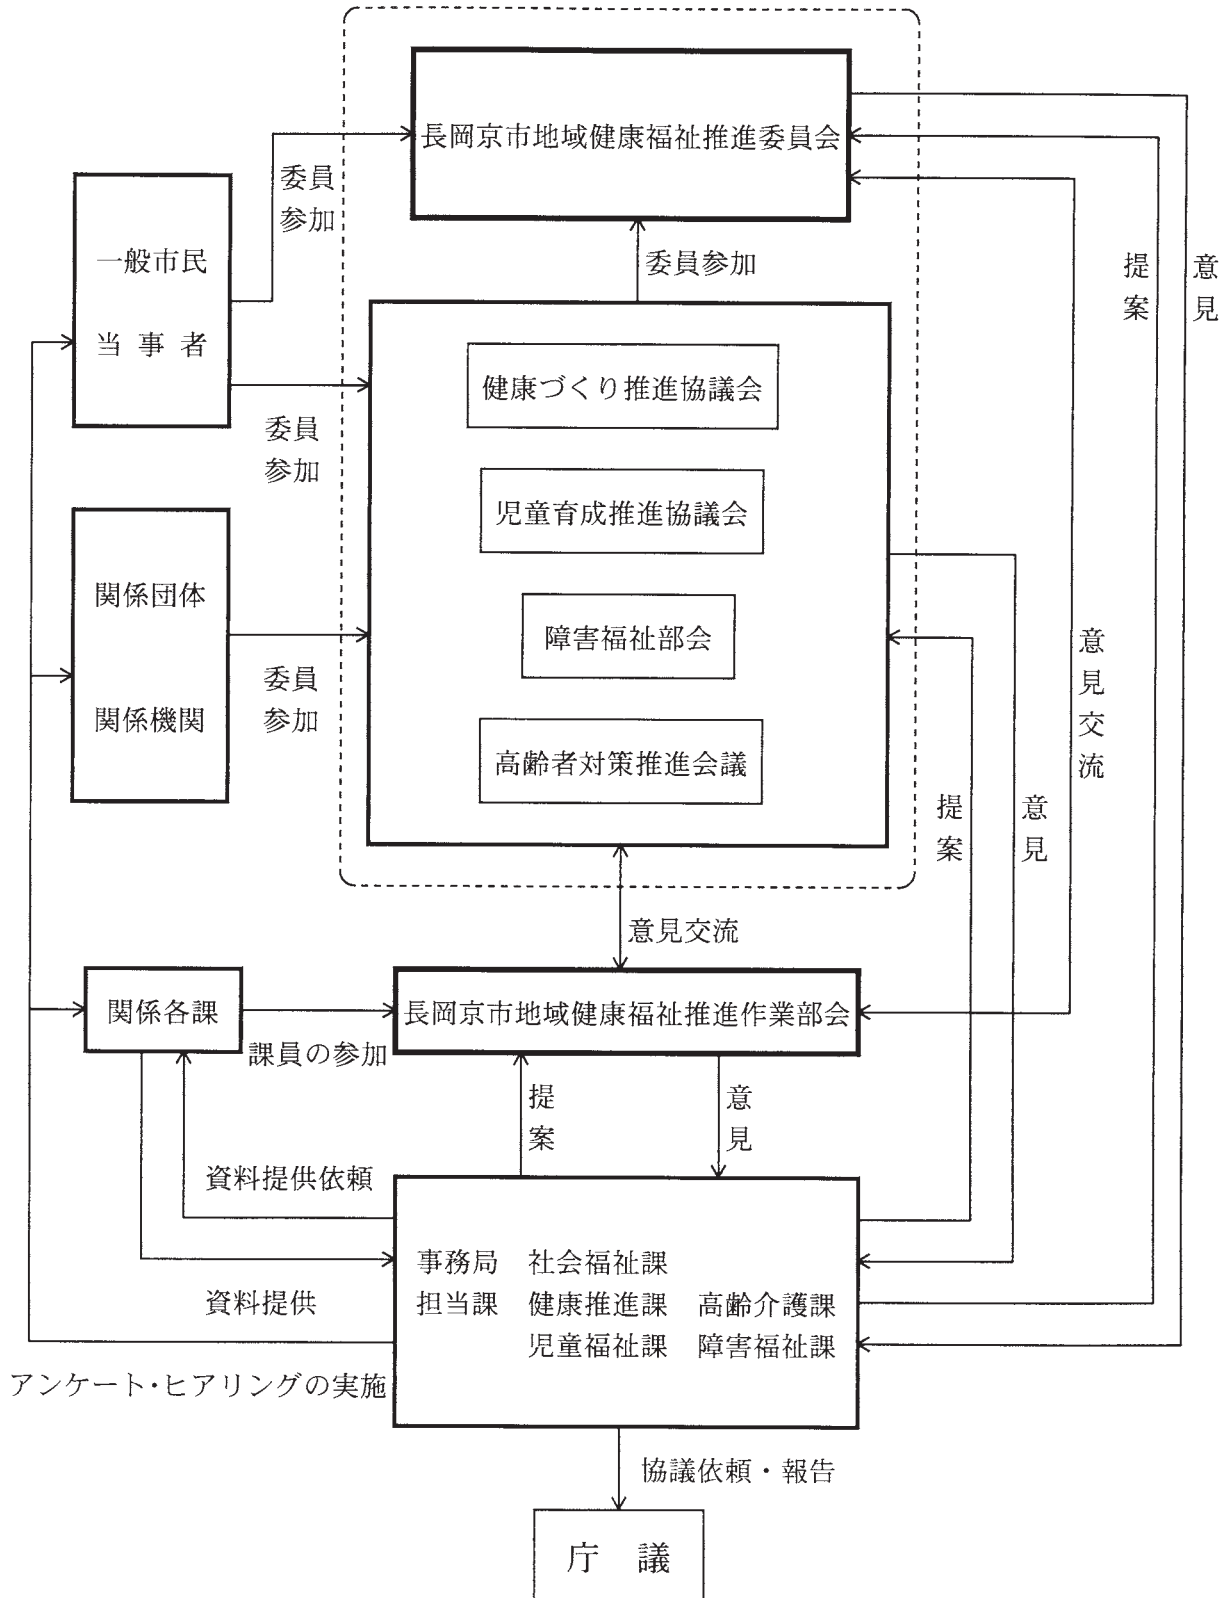 長岡京市地域健康福祉推進委員会
委員
参加
一般市民
当事者
委員参加
提案
意見
健康づくり推進協議会
委員
参加
児童育成推進協議会
関係団体
関係機関
委員
参加
障害福祉部会
高齢者対策推進会議
意見交流
提案
意見
意見交流
関係各課
長岡京市地域健康福祉推進作業部会
課員の参加
提案
意見
資料提供依頼
事務局 社会福祉課
資料提供
担当課 健康推進課 高齢介護課
児童福祉課 障害福祉課
アンケート・ヒアリングの実施
協議依頼・報告
庁 議